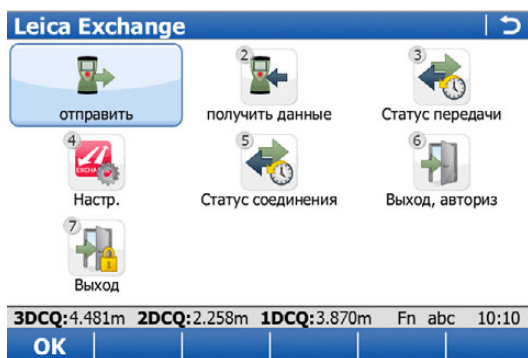 Leica Exchange
отправить
2
получить данные
3
Статус передачи
4
EXCHA
Настр.
5
Статус соединения
6
Выход, авториз
7
Выход
3DCQ:4.481m 2DCQ:2.258m 1DCQ:3.870m Fn abc 10:10
OK